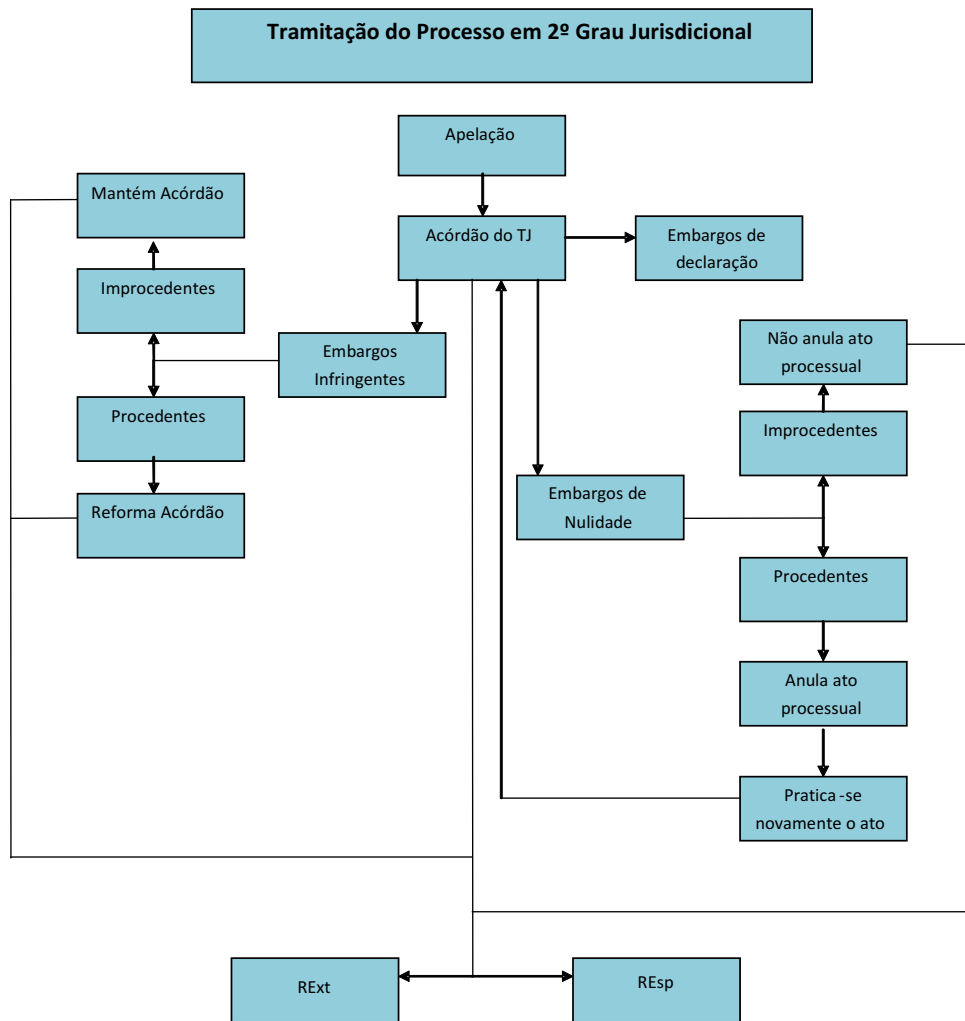 Tramitação do Processo em 2º Grau Jurisdicional
Apelação
Mantém Acórdão
Acórdão do TJ
Embargos de
declaração
Improcedentes
Embargos
Infringentes
Não anula ato
processual
Procedentes
Improcedentes
Reforma Acórdão
Embargos de
Nulidade
Procedentes
Anula ato
processual
Pratica-se
novamente o ato
RExt
REsp